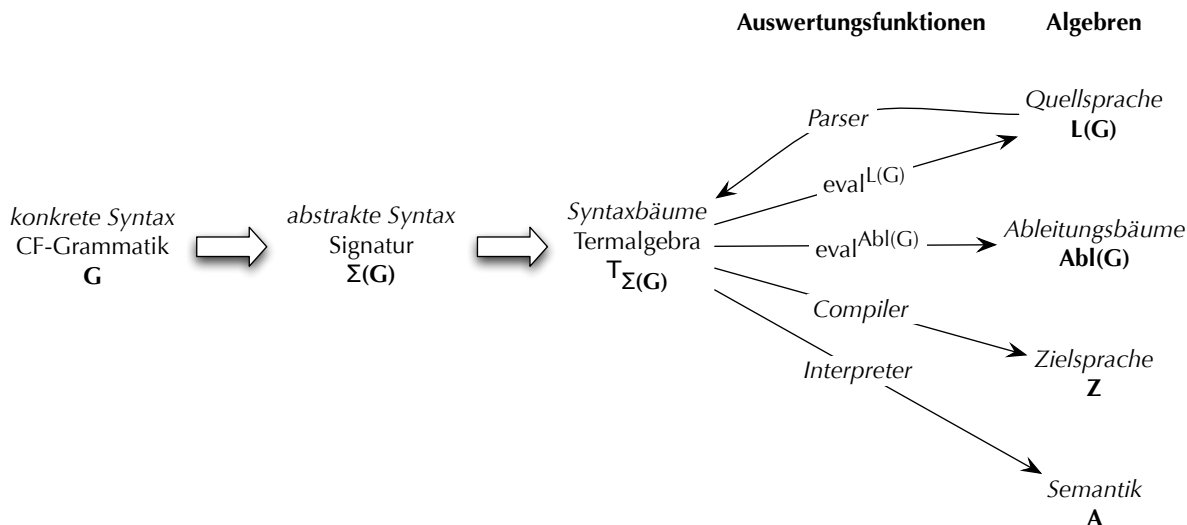 Auswertungsfunktionen Algebren
Quellsprache
L(G)
Parser
eval^L(G)
konkrete Syntax
CF-Grammatik
G
abstrakte Syntax
Signatur
Σ(G)
Syntaxbäume
Termalgebra
T_Σ(G)
eval^Abl(G)
Ableitungsbäume
Abl(G)
Compiler
Zielsprache
Z
Interpreter
Semantik
A